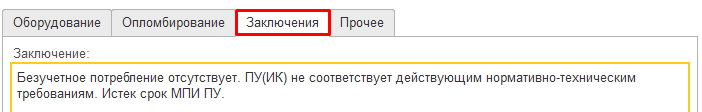 Оборудование Опломбирование Заключения Прочее
Заключение:
Безучетное потребление отсутствует. ПУ(ИК) не соответствует действующим нормативно-техническим
требованиям. Истек срок МПИ ПУ.